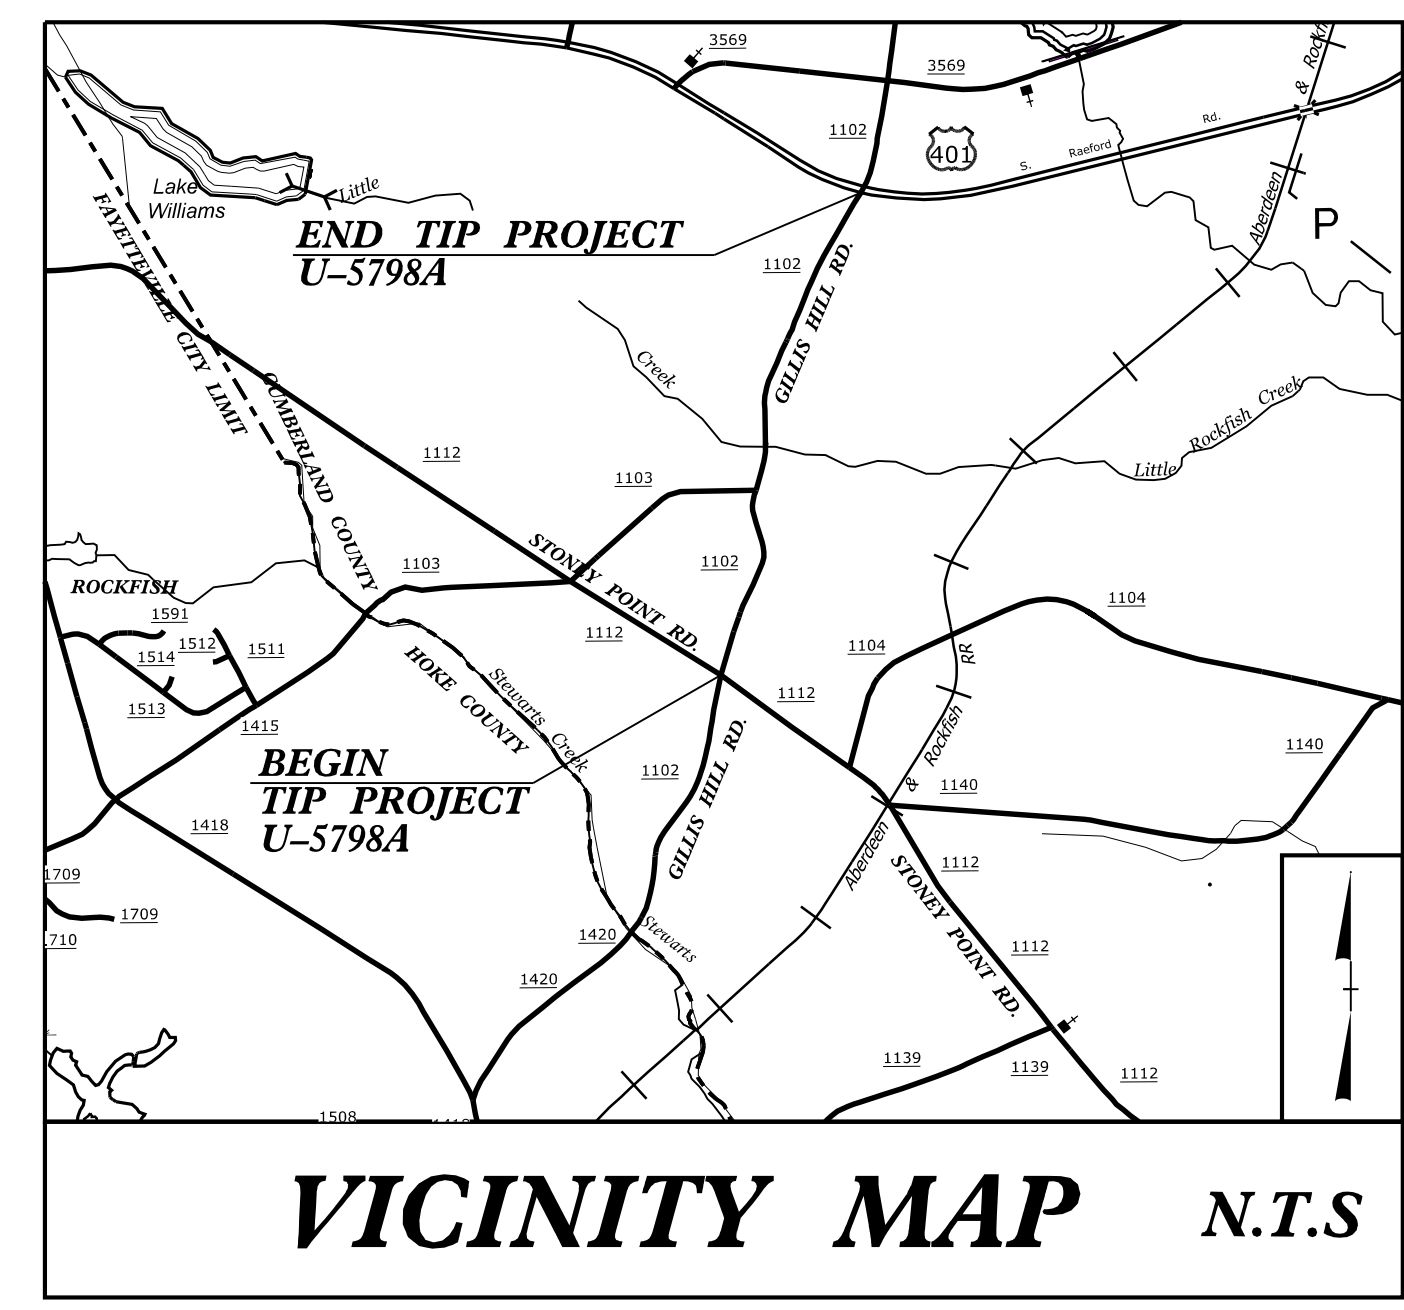 3569
3569
& Rockf
1102
401
S. Raeford Rd.
Lake
Williams
Little
Aberdeen
P
END TIP PROJECT
U–5798A
FAYETTEVILLE CITY LIMIT
1102
GILLIS HILL RD.
Creek
CUMBERLAND COUNTY
Little Rockfish Creek
1112
1103
STONEY POINT RD.
1103
1102
ROCKFISH
1591
1512
1511
1514
1513
1415
1112
1104
1104
RR
HOKE COUNTY
Stewarts Creek
1112
BEGIN
TIP PROJECT
U–5798A
1102
GILLIS HILL RD.
& Rockfish
1140
1140
1418
Aberdeen
STONEY POINT RD.
1112
1709
1709
710
1420
Stewarts
1420
1112
1139
1139
1112
1508
VICINITY MAP N.T.S